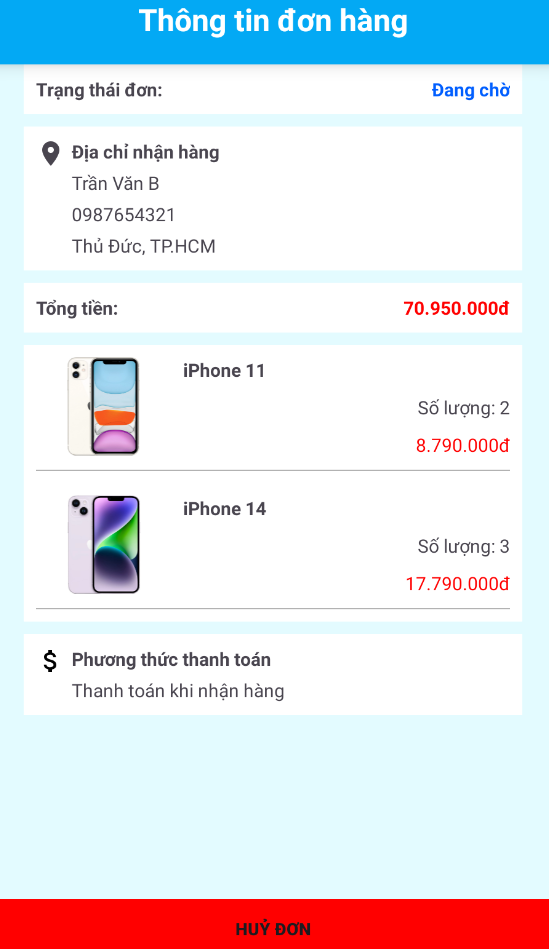 Thông tin đơn hàng
Trạng thái đơn: Đang chờ
Địa chỉ nhận hàng
Trần Văn B
0987654321
Thủ Đức, TP.HCM
Tổng tiền: 70.950.000đ
iPhone 11
Số lượng: 2
8.790.000đ
iPhone 14
Số lượng: 3
17.790.000đ
Phương thức thanh toán
Thanh toán khi nhận hàng
HUỶ ĐƠN